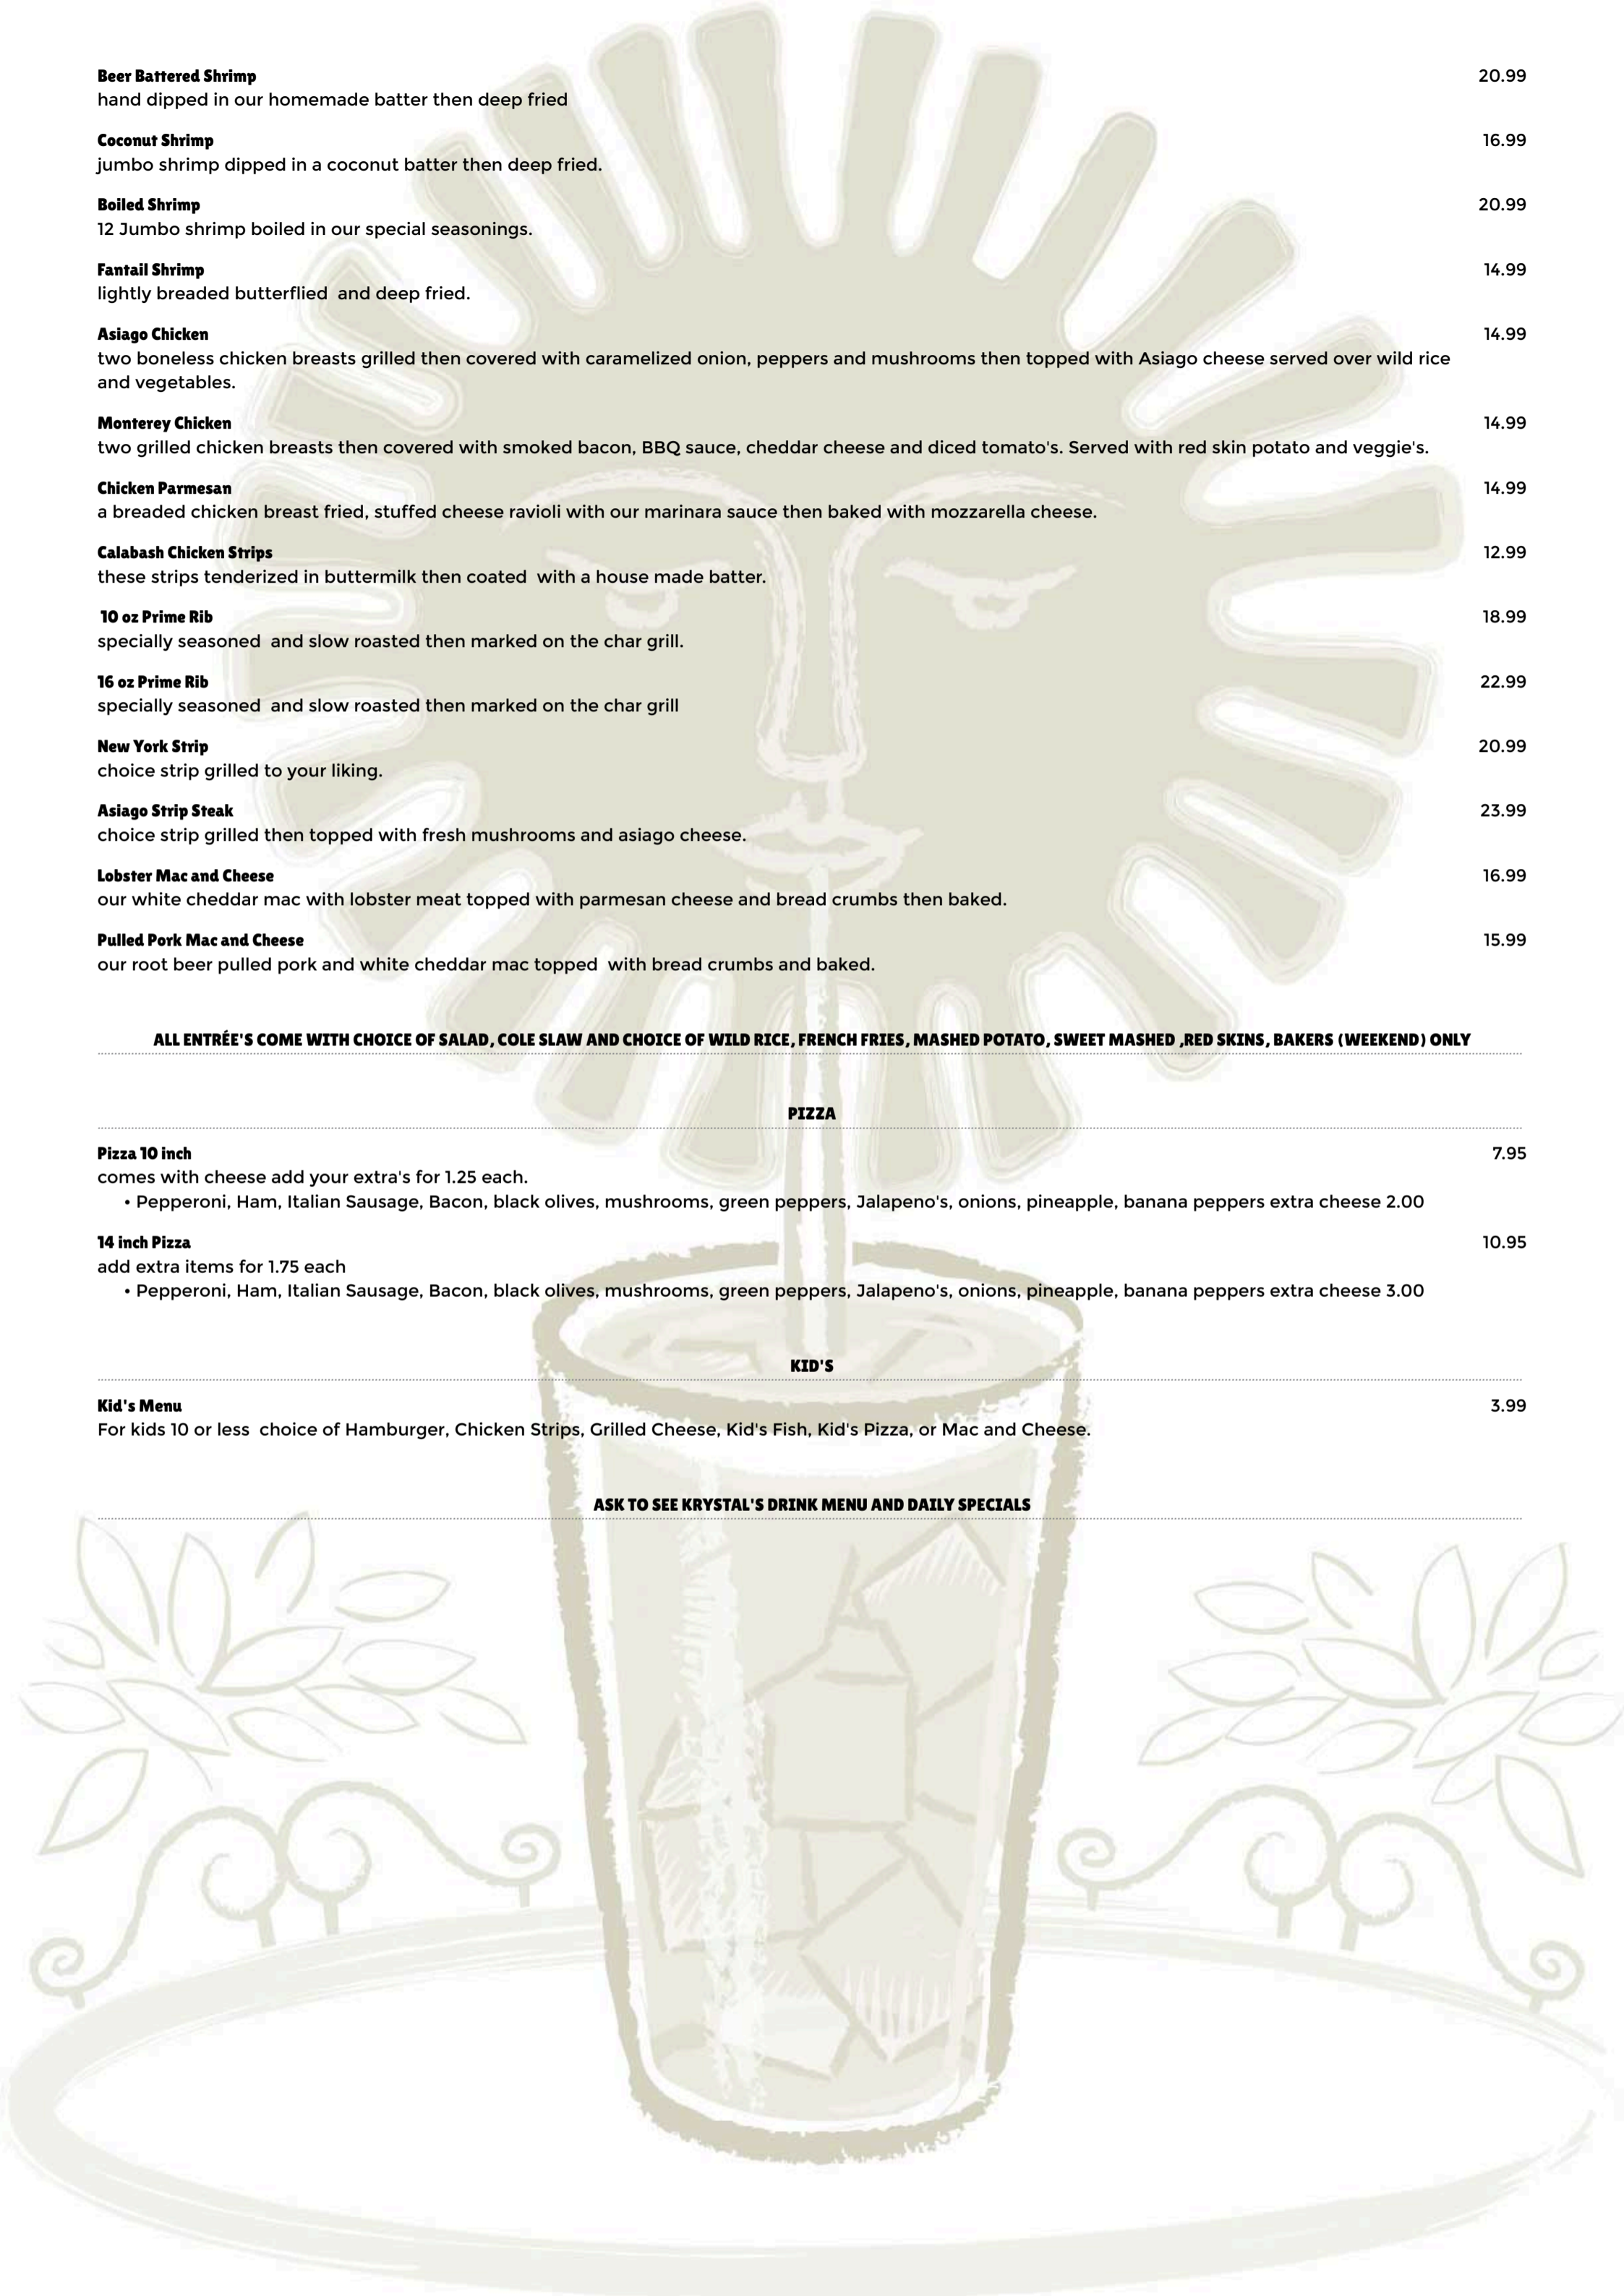 Beer Battered Shrimp 20.99
hand dipped in our homemade batter then deep fried
Coconut Shrimp 16.99
jumbo shrimp dipped in a coconut batter then deep fried.
Boiled Shrimp 20.99
12 Jumbo shrimp boiled in our special seasonings.
Fantail Shrimp 14.99
lightly breaded butterflied  and deep fried.
Asiago Chicken 14.99
two boneless chicken breasts grilled then covered with caramelized onion, peppers and mushrooms then topped with Asiago cheese served over wild rice
and vegetables.
Monterey Chicken 14.99
two grilled chicken breasts then covered with smoked bacon, BBQ sauce, cheddar cheese and diced tomato's. Served with red skin potato and veggie's.
Chicken Parmesan 14.99
a breaded chicken breast fried, stuffed cheese ravioli with our marinara sauce then baked with mozzarella cheese.
Calabash Chicken Strips 12.99
these strips tenderized in buttermilk then coated  with a house made batter.
10 oz Prime Rib 18.99
specially seasoned  and slow roasted then marked on the char grill.
16 oz Prime Rib 22.99
specially seasoned  and slow roasted then marked on the char grill
New York Strip 20.99
choice strip grilled to your liking.
Asiago Strip Steak 23.99
choice strip grilled then topped with fresh mushrooms and asiago cheese.
Lobster Mac and Cheese 16.99
our white cheddar mac with lobster meat topped with parmesan cheese and bread crumbs then baked.
Pulled Pork Mac and Cheese 15.99
our root beer pulled pork and white cheddar mac topped  with bread crumbs and baked.
ALL ENTRÉE'S COME WITH CHOICE OF SALAD, COLE SLAW AND CHOICE OF WILD RICE, FRENCH FRIES, MASHED POTATO, SWEET MASHED ,RED SKINS, BAKERS (WEEKEND) ONLY
PIZZA
Pizza 10 inch 7.95
comes with cheese add your extra's for 1.25 each.
• Pepperoni, Ham, Italian Sausage, Bacon, black olives, mushrooms, green peppers, Jalapeno's, onions, pineapple, banana peppers extra cheese 2.00
14 inch Pizza 10.95
add extra items for 1.75 each
• Pepperoni, Ham, Italian Sausage, Bacon, black olives, mushrooms, green peppers, Jalapeno's, onions, pineapple, banana peppers extra cheese 3.00
KID'S
Kid's Menu 3.99
For kids 10 or less  choice of Hamburger, Chicken Strips, Grilled Cheese, Kid's Fish, Kid's Pizza, or Mac and Cheese.
ASK TO SEE KRYSTAL'S DRINK MENU AND DAILY SPECIALS